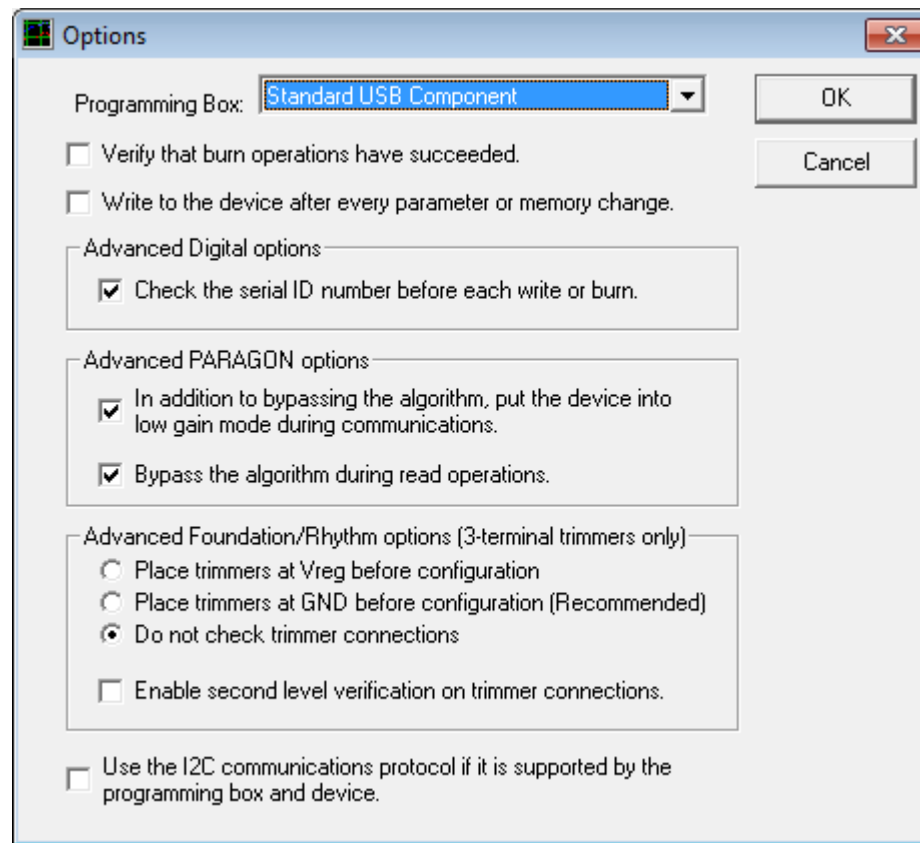 Options
Programming Box: Standard USB Component
OK
Verify that burn operations have succeeded.
Cancel
Write to the device after every parameter or memory change.
Advanced Digital options
Check the serial ID number before each write or burn.
Advanced PARAGON options
In addition to bypassing the algorithm, put the device into
low gain mode during communications.
Bypass the algorithm during read operations.
Advanced Foundation/Rhythm options (3-terminal trimmers only)
Place trimmers at Vreg before configuration
Place trimmers at GND before configuration (Recommended)
Do not check trimmer connections
Enable second level verification on trimmer connections.
Use the I2C communications protocol if it is supported by the
programming box and device.